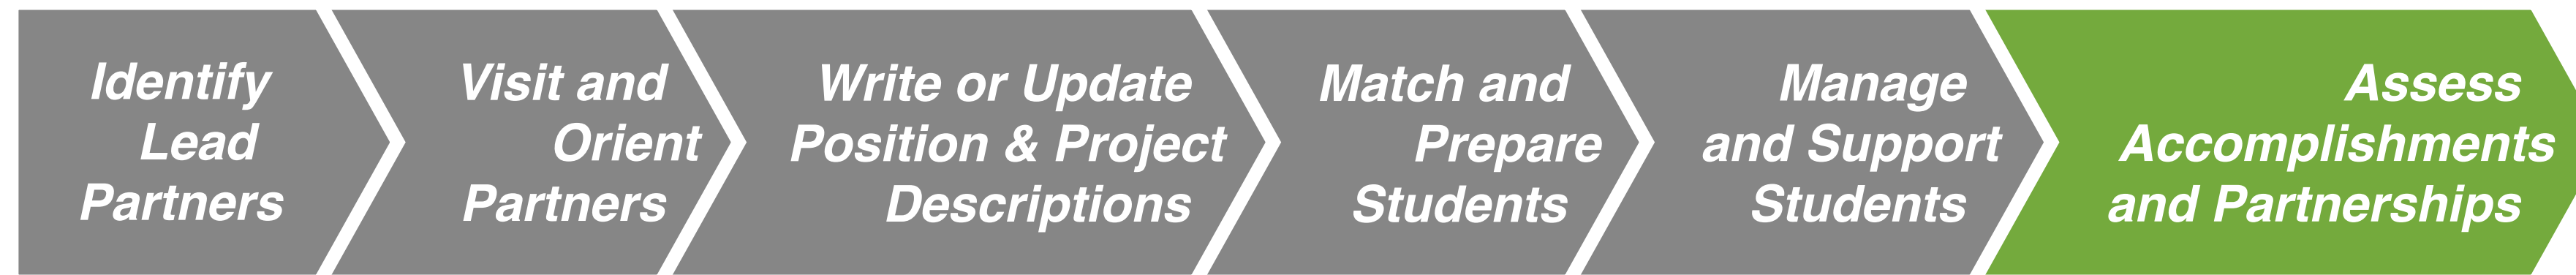 Identify
Lead
Partners
Visit and
Orient
Partners
Write or Update
Position & Project
Descriptions
Match and
Prepare
Students
Manage
and Support
Students
Assess
Accomplishments
and Partnerships